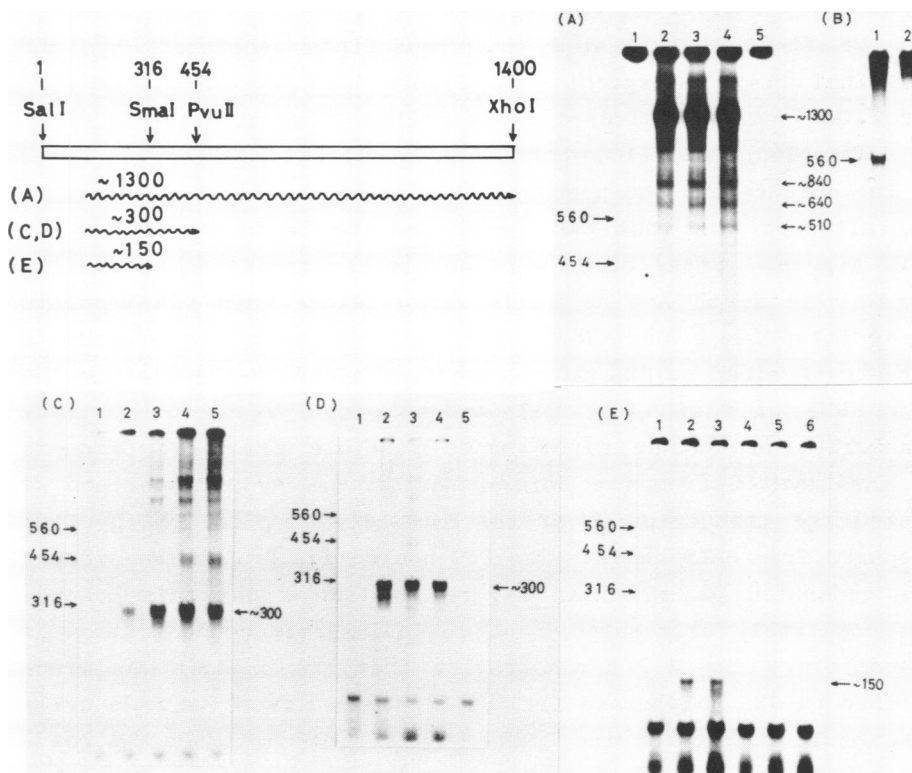 1 316 454 1400
SalI SmaI PvuII XhoI
(A) ~1300
(C,D) ~300
(E) ~150
(A)
1 2 3 4 5
←~1300
←~840
←~640
←~510
560→
454→
(B)
1 2
560→
(C)
2 3 4 5
560→
454→
316→
←~300
(D)
1 2 3 4 5
560→
454→
316→
←~300
(E)
1 2 3 4 5 6
560→
454→
316→
←~150